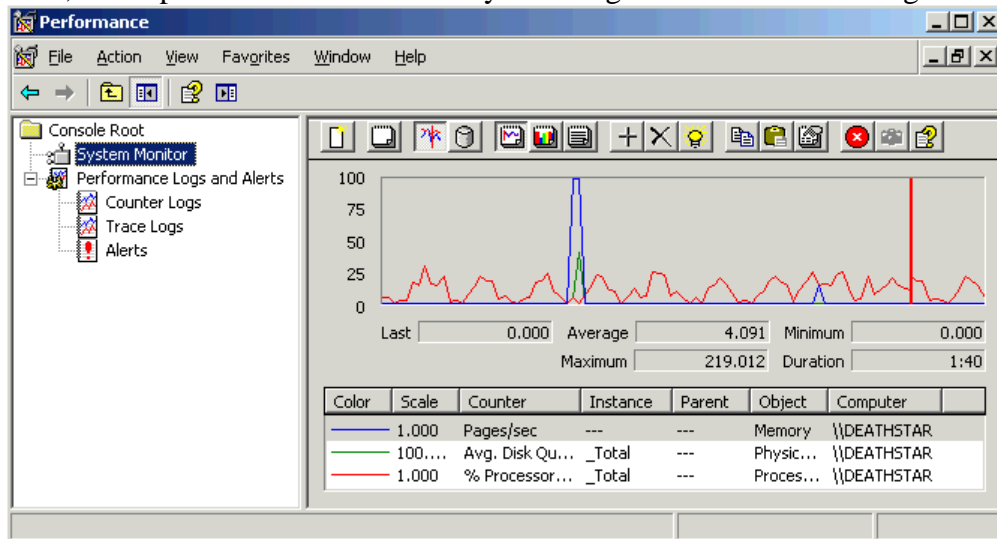 Performance
File Action View Favorites Window Help
Console Root
System Monitor
Performance Logs and Alerts
Counter Logs
Trace Logs
Alerts
100
75
50
25
0
Last 0.000 Average 4.091 Minimum 0.000
Maximum 219.012 Duration 1:40
Color Scale Counter Instance Parent Object Computer
1.000 Pages/sec --- --- Memory \\DEATHSTAR
100.... Avg. Disk Qu... _Total --- Physic... \\DEATHSTAR
1.000 % Processor... _Total --- Proces... \\DEATHSTAR